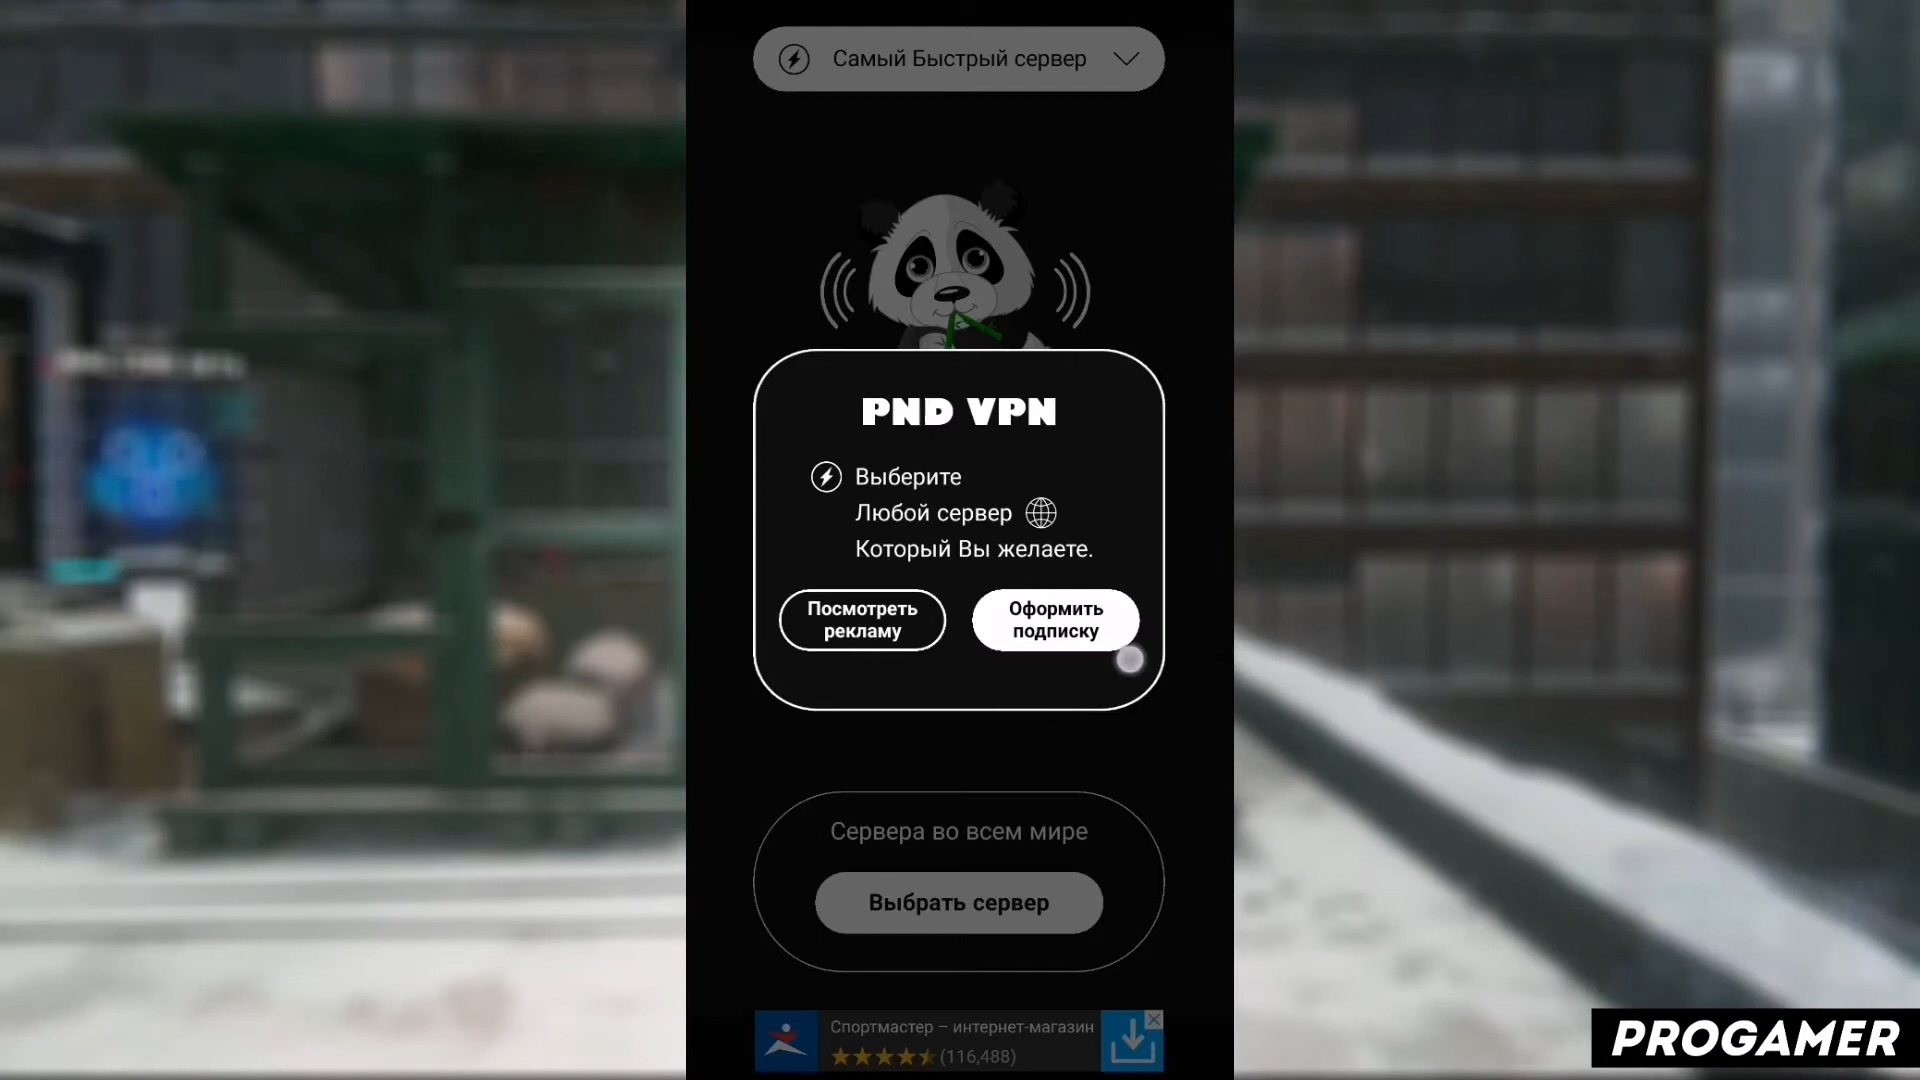 Самый Быстрый сервер
PND VPN
Выберите
Любой сервер
Который Вы желаете.
Посмотреть
рекламу
Оформить
подписку
Сервера во всем мире
Выбрать сервер
Спортмастер – интернет-магазин
(116,488)
PROGAMER